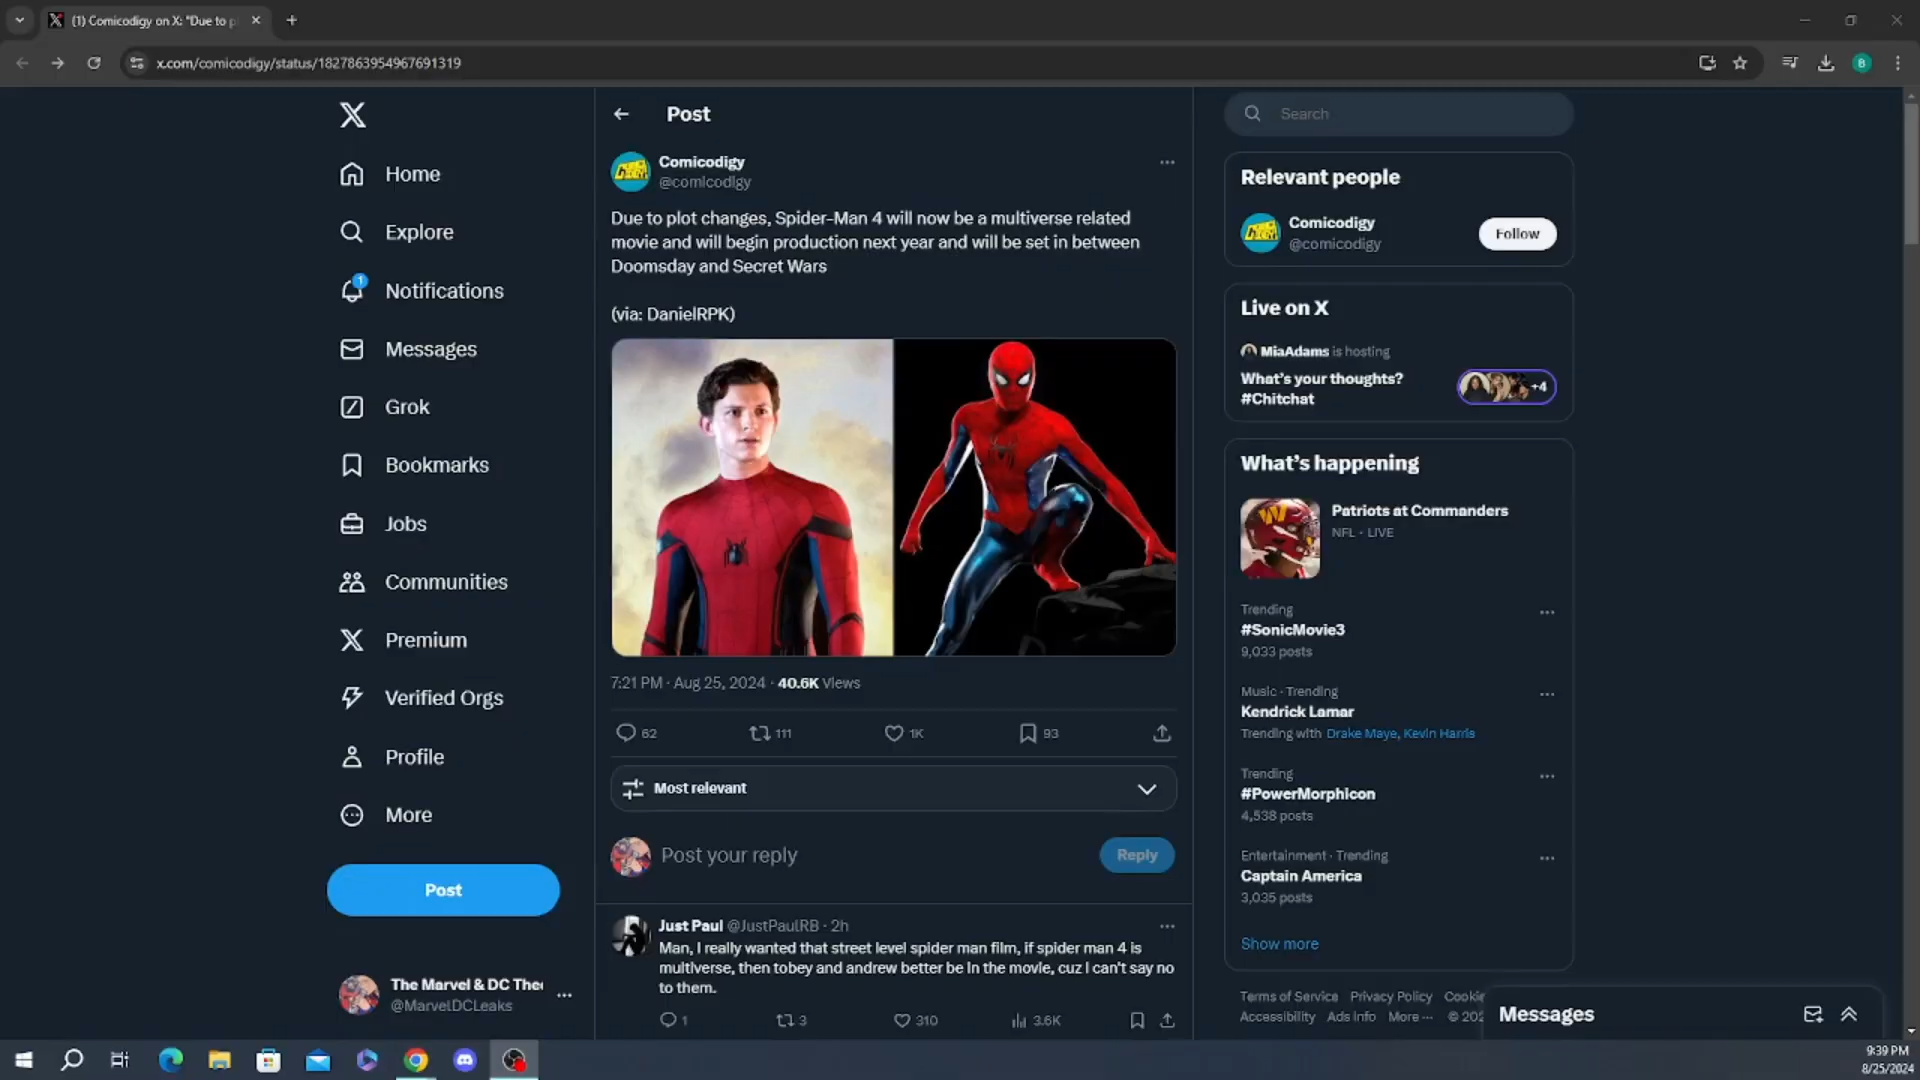 (1) Comicodigy on X: "Due to p
x.com/comicodigy/status/1827863954967691319
B
Home
Explore
1
Notifications
Messages
Grok
Bookmarks
Jobs
Communities
Premium
Verified Orgs
Profile
More
Post
The Marvel & DC The
@MarvelDCLeaks
Post
Comicodigy
@comicodigy
Due to plot changes, Spider-Man 4 will now be a multiverse related
movie and will begin production next year and will be set in between
Doomsday and Secret Wars
(via: DanielRPK)
7:21 PM · Aug 25, 2024 · 40.6K Views
62 111 1K 93
Most relevant
Post your reply
Reply
Just Paul @JustPaulRB · 2h
Man, I really wanted that street level spider man film, if spider man 4 is
multiverse, then tobey and andrew better be in the movie, cuz I can't say no
to them.
1 3 310 3.6K
Search
Relevant people
Comicodigy
@comicodigy
Follow
Live on X
MiaAdams is hosting
What's your thoughts?
#Chitchat
+4
What's happening
Patriots at Commanders
NFL · LIVE
Trending
#SonicMovie3
9,033 posts
Music · Trending
Kendrick Lamar
Trending with Drake Maye, Kevin Harris
Trending
#PowerMorphicon
4,538 posts
Entertainment · Trending
Captain America
3,035 posts
Show more
Terms of Service Privacy Policy Cookie
Accessibility Ads info More ··· © 202
Messages
9:39 PM
8/25/2024